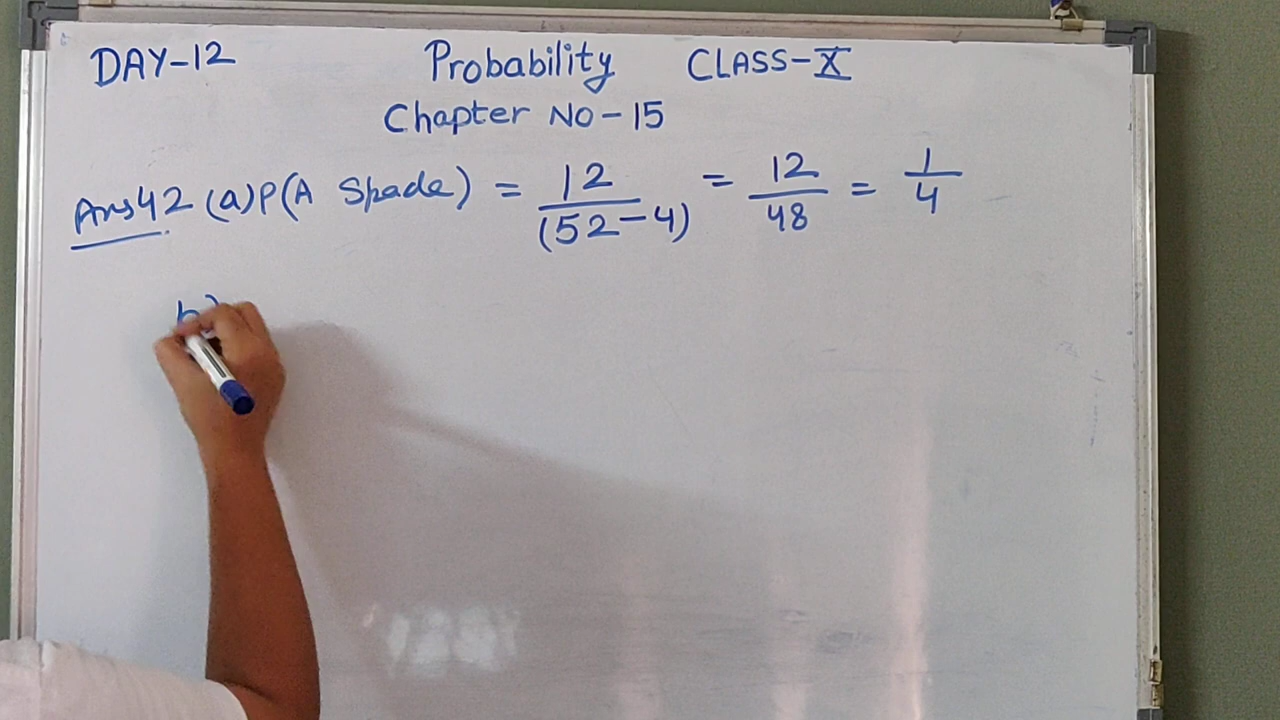 DAY-12 Probability CLASS-X
Chapter NO-15
Ans42 (a) P(A Spade) = 12/(52-4) = 12/48 = 1/4
b)